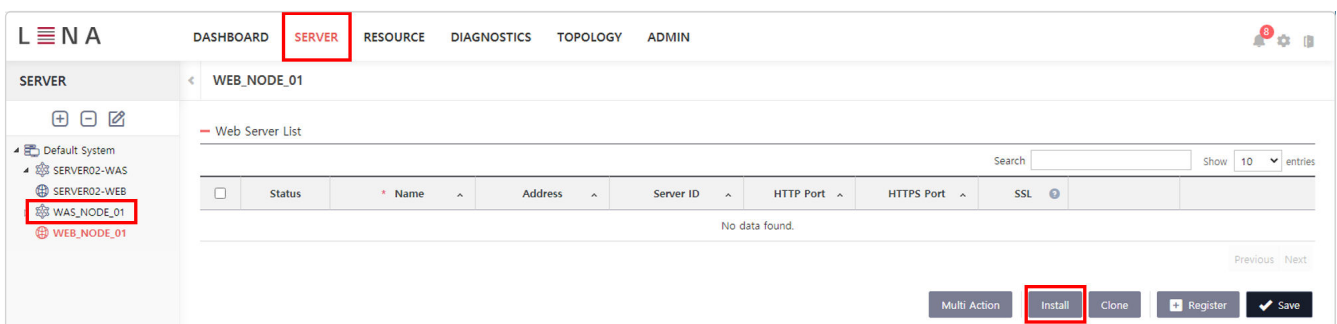 LENA
DASHBOARD SERVER RESOURCE DIAGNOSTICS TOPOLOGY ADMIN
8
SERVER
WEB_NODE_01
Default System
SERVER02-WAS
SERVER02-WEB
WAS_NODE_01
WEB_NODE_01
Web Server List
Search Show 10 entries
Status * Name Address Server ID HTTP Port HTTPS Port SSL ?
No data found.
Previous Next
Multi Action Install Clone Register Save